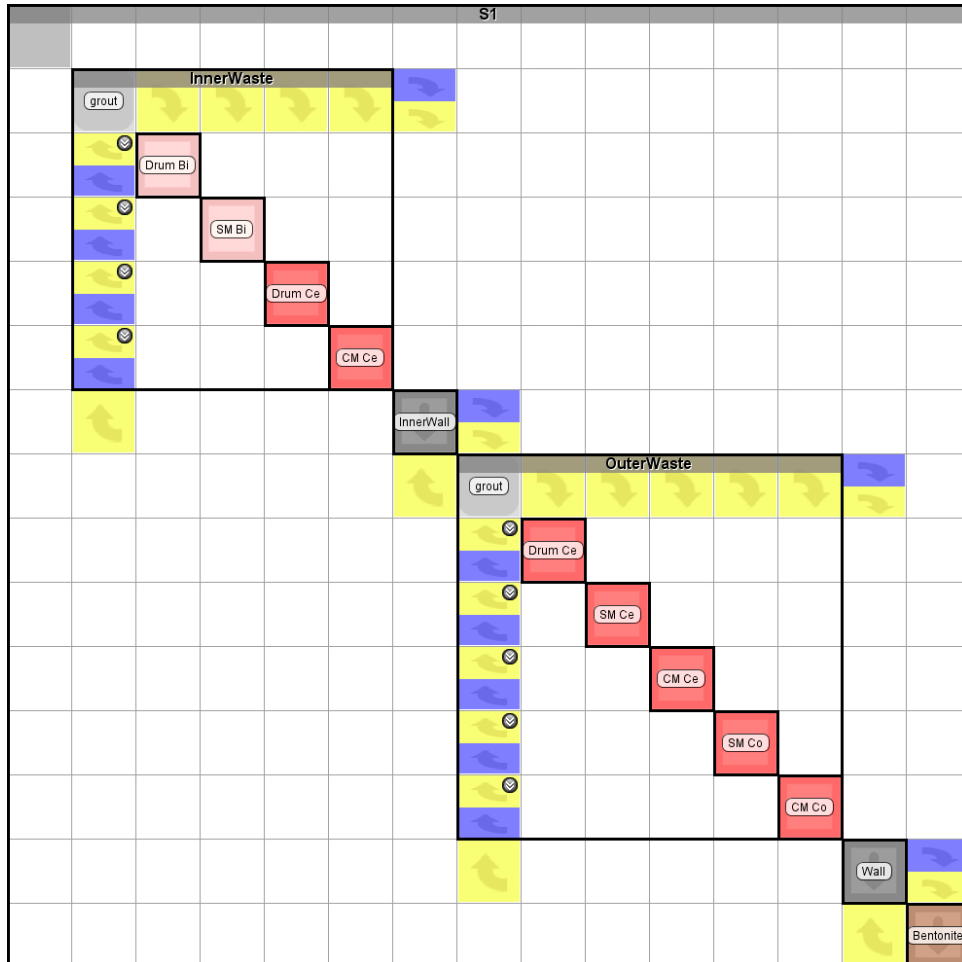 S1
InnerWaste
grout
Drum Bi
SM Bi
Drum Ce
CM Ce
InnerWall
OuterWaste
grout
Drum Ce
SM Ce
CM Ce
SM Co
CM Co
Wall
Bentonite